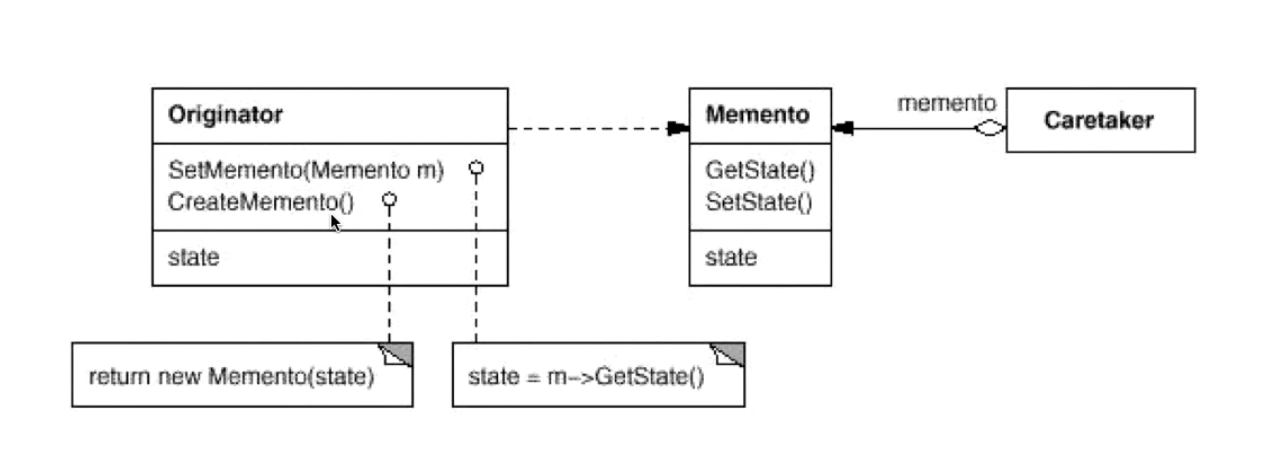 Originator
SetMemento(Memento m)
CreateMemento()
state
return new Memento(state)
state = m->GetState()
Memento
GetState()
SetState()
state
memento
Caretaker